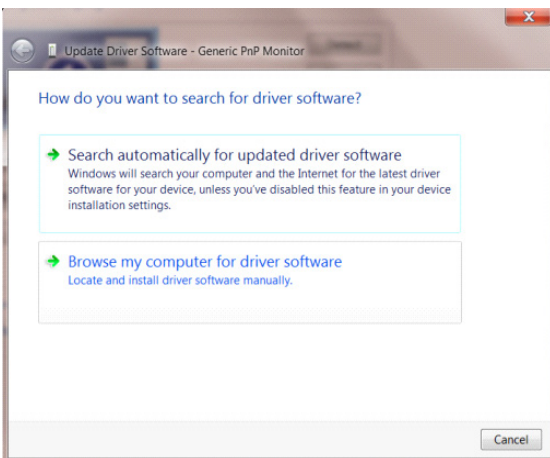 Update Driver Software - Generic PnP Monitor
How do you want to search for driver software?
Search automatically for updated driver software
Windows will search your computer and the Internet for the latest driver
software for your device, unless you've disabled this feature in your device
installation settings.
Browse my computer for driver software
Locate and install driver software manually.
Cancel